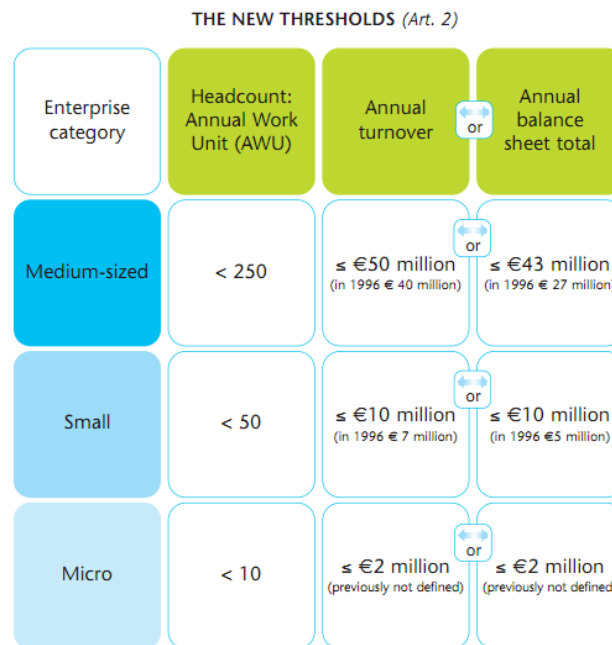 THE NEW THRESHOLDS (Art. 2)
Enterprise
category
Headcount:
Annual Work
Unit (AWU)
Annual
turnover
or
Annual
balance
sheet total
Medium-sized
< 250
≤ €50 million
(in 1996 € 40 million)
or
≤ €43 million
(in 1996 € 27 million)
Small
< 50
≤ €10 million
(in 1996 € 7 million)
or
≤ €10 million
(in 1996 €5 million)
Micro
< 10
≤ €2 million
(previously not defined)
or
≤ €2 million
(previously not defined)